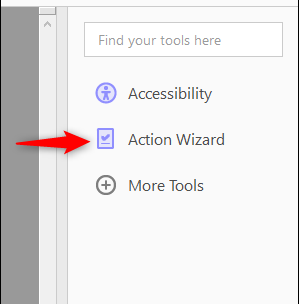 Find your tools here
Accessibility
Action Wizard
More Tools